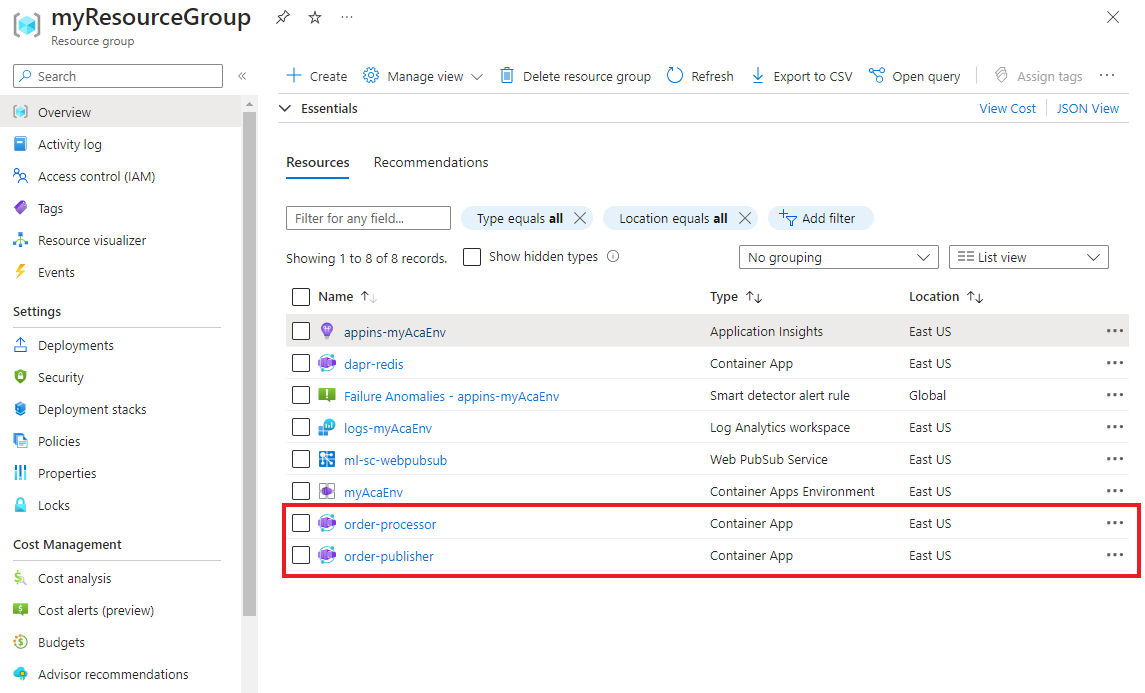 myResourceGroup
Resource group
Search
«
Overview
Activity log
Access control (IAM)
Tags
Resource visualizer
Events
Settings
Deployments
Security
Deployment stacks
Policies
Properties
Locks
Cost Management
Cost analysis
Cost alerts (preview)
Budgets
Advisor recommendations
Create Manage view Delete resource group Refresh Export to CSV Open query Assign tags
Essentials View Cost JSON View
Resources Recommendations
Filter for any field... Type equals all Location equals all Add filter
Showing 1 to 8 of 8 records. Show hidden types No grouping List view
Name Type Location
appins-myAcaEnv Application Insights East US
dapr-redis Container App East US
Failure Anomalies - appins-myAcaEnv Smart detector alert rule Global
logs-myAcaEnv Log Analytics workspace East US
ml-sc-webpubsub Web PubSub Service East US
myAcaEnv Container Apps Environment East US
order-processor Container App East US
order-publisher Container App East US